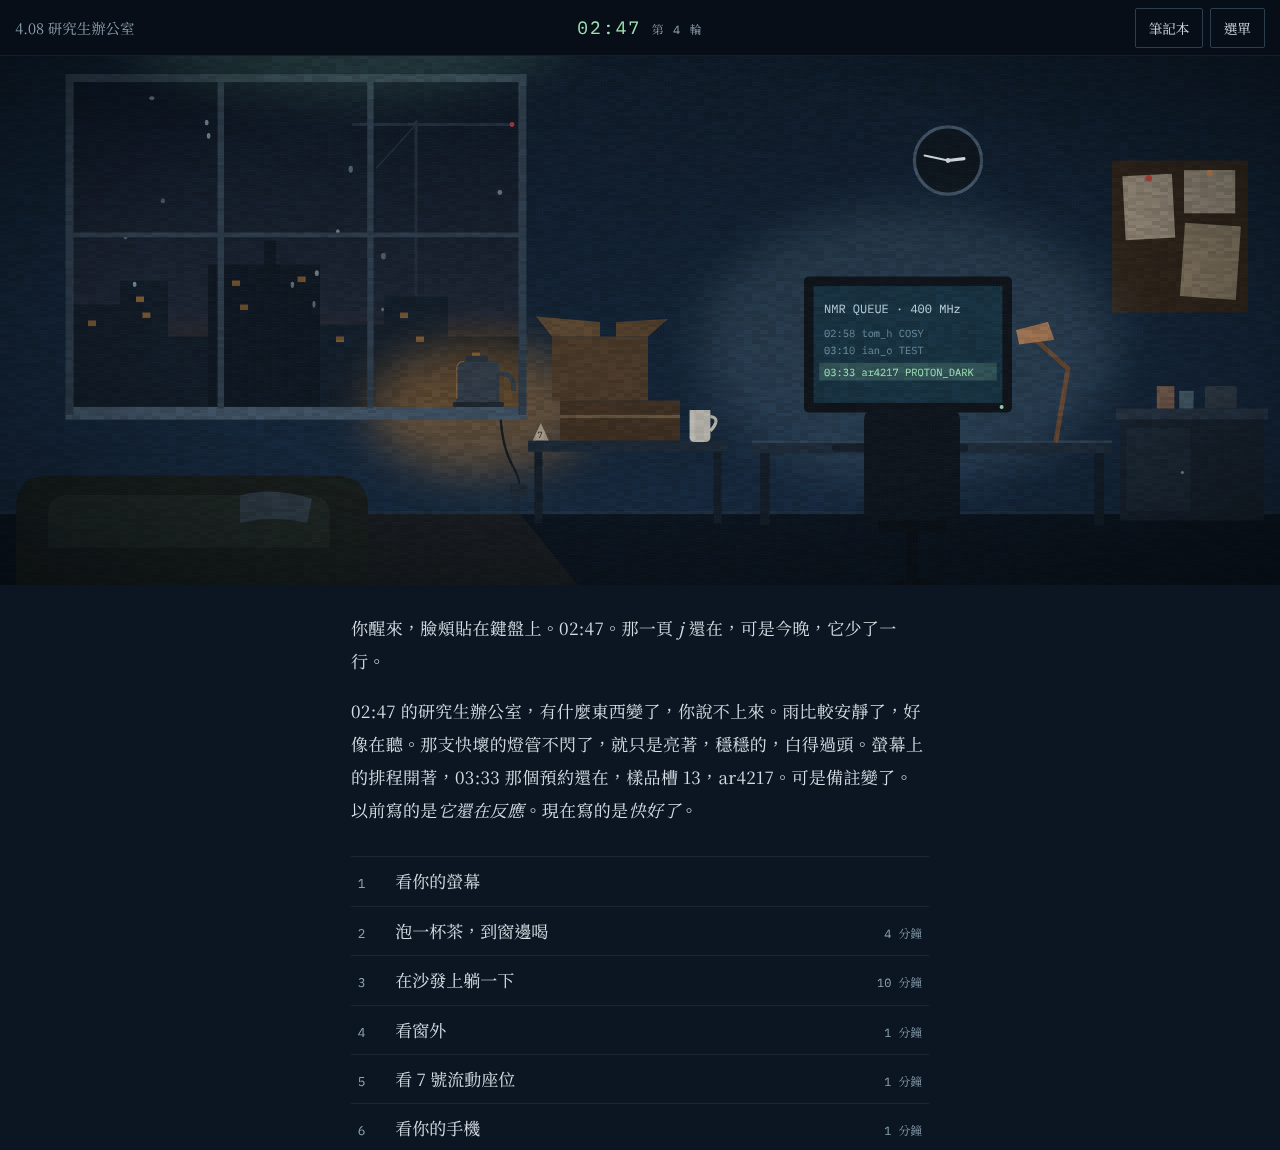 4.08 研究生辦公室
02:47 第 4 輪
筆記本
選單
NMR QUEUE · 400 MHz
02:58 tom_h COSY
03:10 ian_o TEST
03:33 ar4217 PROTON_DARK
7
你醒來，臉頰貼在鍵盤上。02:47。那一頁 j 還在，可是今晚，它少了一
行。
02:47 的研究生辦公室，有什麼東西變了，你說不上來。雨比較安靜了，好
像在聽。那支快壞的燈管不閃了，就只是亮著，穩穩的，白得過頭。螢幕上
的排程開著，03:33 那個預約還在，樣品槽 13，ar4217。可是備註變了。
以前寫的是它還在反應。現在寫的是快好了。
1 看你的螢幕
2 泡一杯茶，到窗邊喝 4 分鐘
3 在沙發上躺一下 10 分鐘
4 看窗外 1 分鐘
5 看 7 號流動座位 1 分鐘
6 看你的手機 1 分鐘